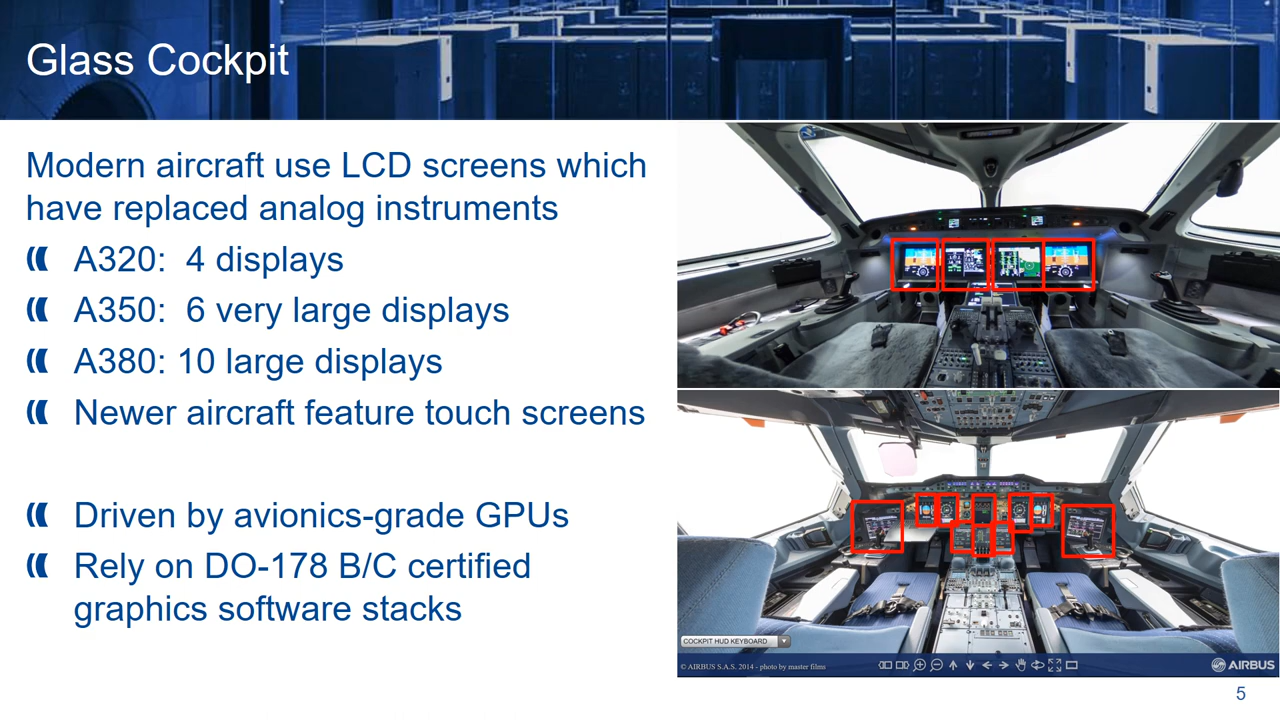 Glass Cockpit
Modern aircraft use LCD screens which
have replaced analog instruments
A320: 4 displays
A350: 6 very large displays
A380: 10 large displays
Newer aircraft feature touch screens
Driven by avionics-grade GPUs
Rely on DO-178 B/C certified
graphics software stacks
COCKPIT HUD KEYBOARD
© AIRBUS S.A.S. 2014 - photo by master films
AIRBUS
5